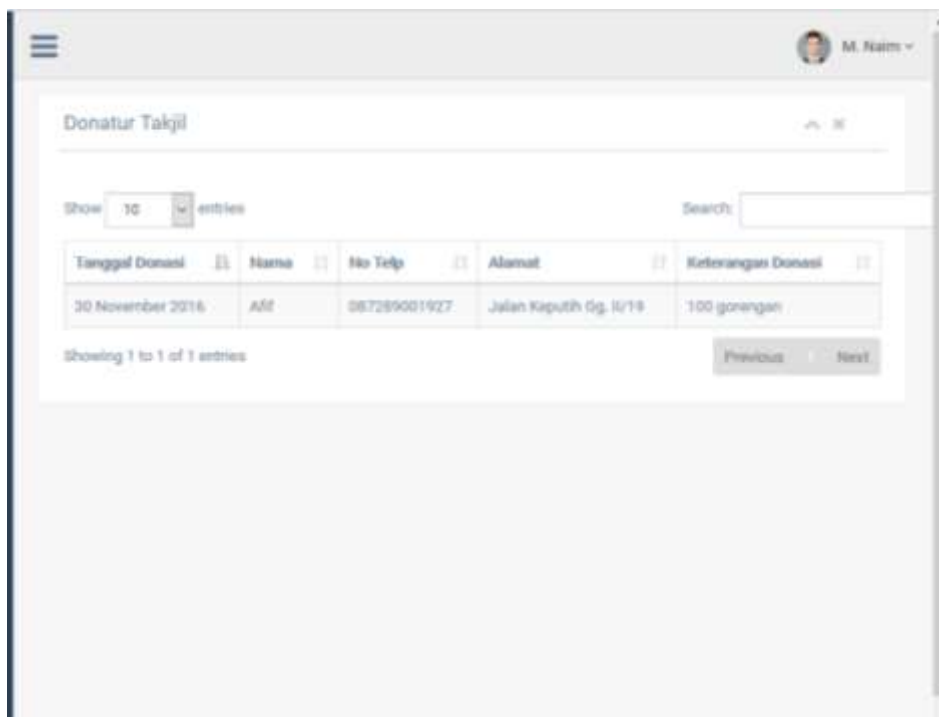 M. Naim
Donatur Takjil
Show 10 entries Search:
Tanggal Donasi Nama No Telp Alamat Keterangan Donasi
30 November 2016 Afif 087289001927 Jalan Keputih Gg. II/19 100 gorengan
Showing 1 to 1 of 1 entries Previous 1 Next